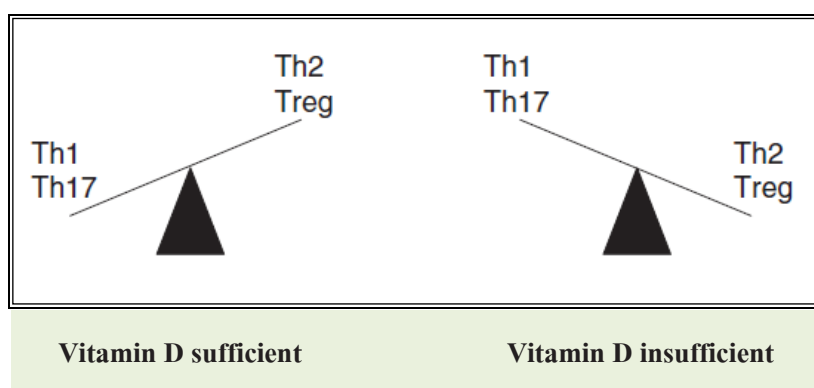 Th2
Treg
Th1
Th17
Th1
Th17
Th2
Treg
Vitamin D sufficient
Vitamin D insufficient